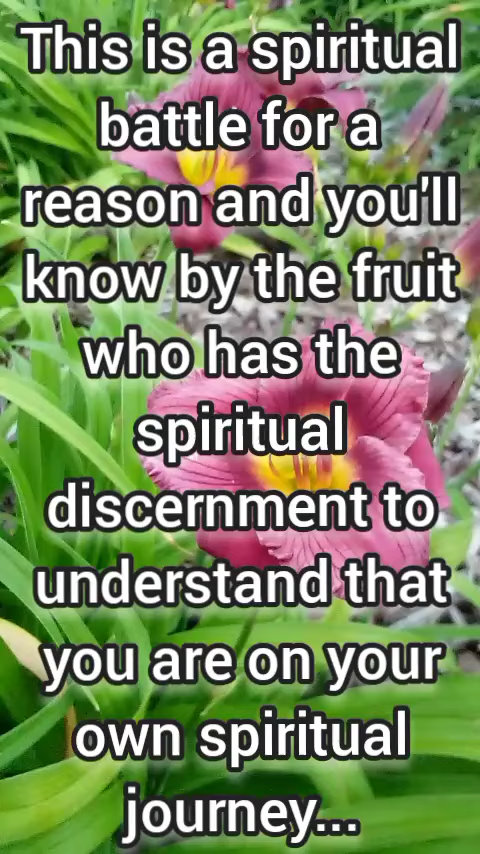 This is a spiritual
battle for a
reason and you'll
know by the fruit
who has the
spiritual
discernment to
understand that
you are on your
own spiritual
journey...